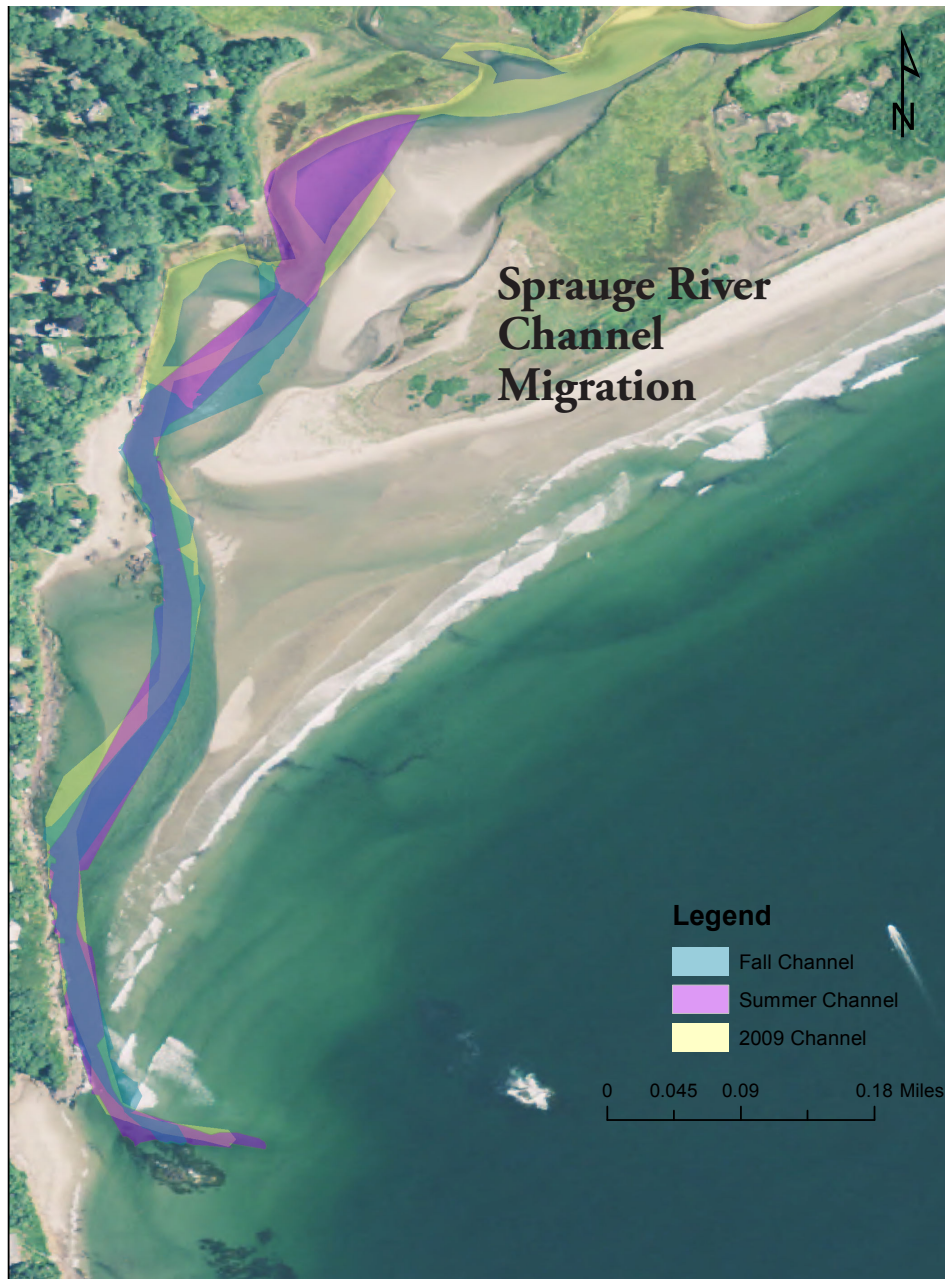 N
Sprauge River
Channel
Migration
Legend
Fall Channel
Summer Channel
2009 Channel
0 0.045 0.09 0.18 Miles